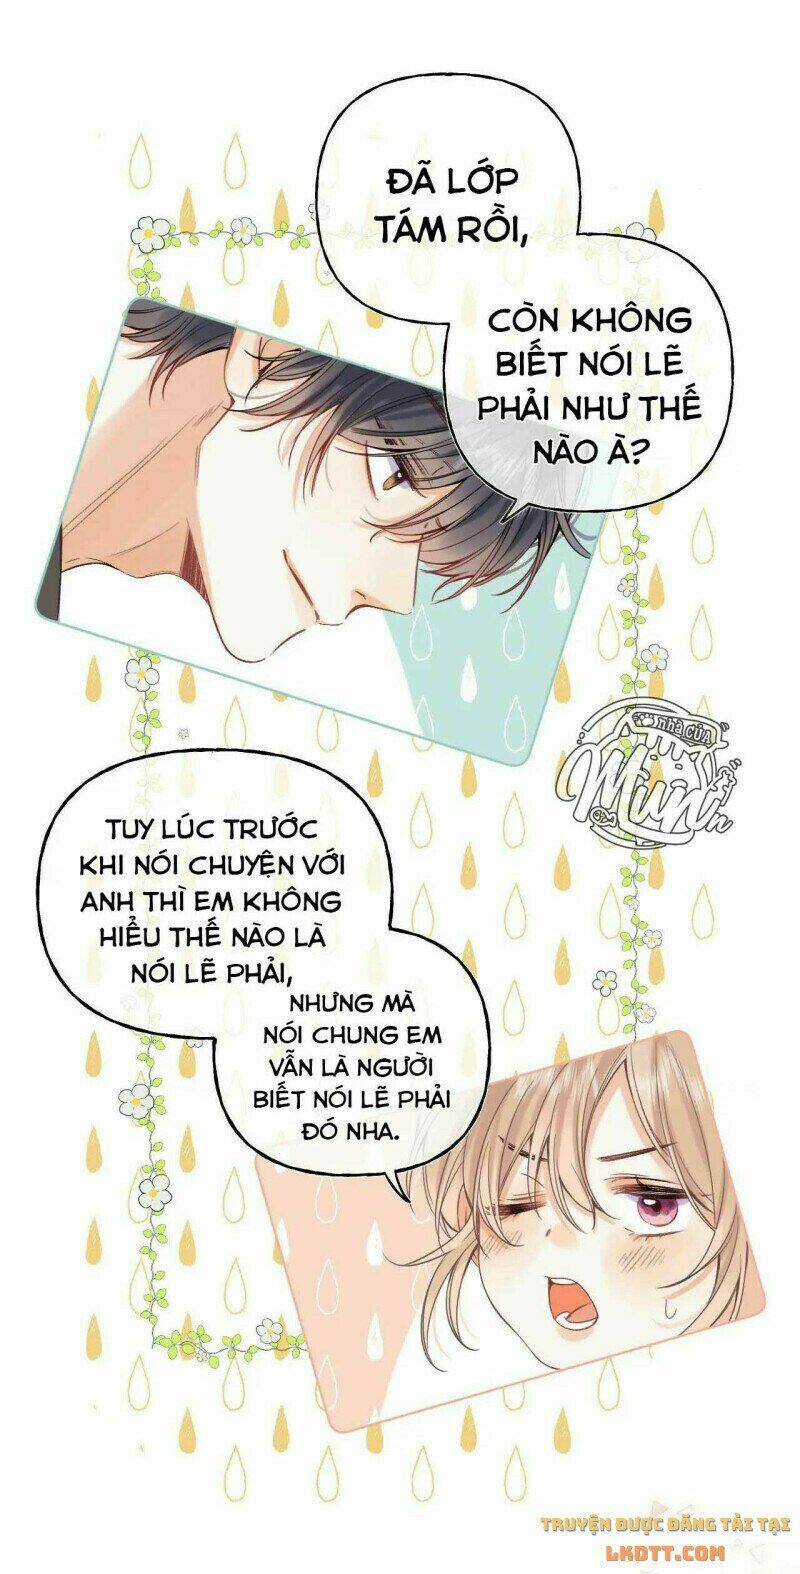 ĐÃ LỚP
TÁM RỒI,
CÒN KHÔNG
BIẾT NÓI LẼ
PHẢI NHƯ THẾ
NÀO À?
nhà của
Mun
TUY LÚC TRƯỚC
KHI NÓI CHUYỆN VỚI
ANH THÌ EM KHÔNG
HIỂU THẾ NÀO LÀ
NÓI LẼ PHẢI,
NHƯNG MÀ
NÓI CHUNG EM
VẪN LÀ NGƯỜI
BIẾT NÓI LẼ PHẢI
ĐÓ NHA.
TRUYỆN ĐƯỢC ĐĂNG TẢI TẠI
LKDTT.COM